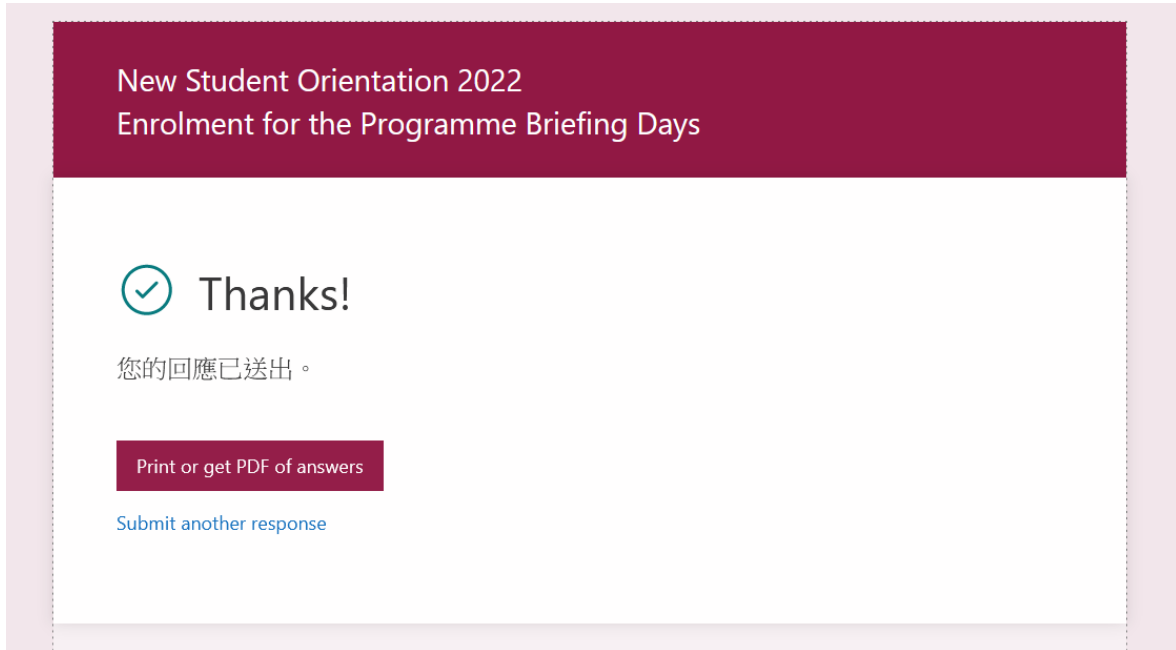 New Student Orientation 2022
Enrolment for the Programme Briefing Days
Thanks!
您的回應已送出。
Print or get PDF of answers
Submit another response